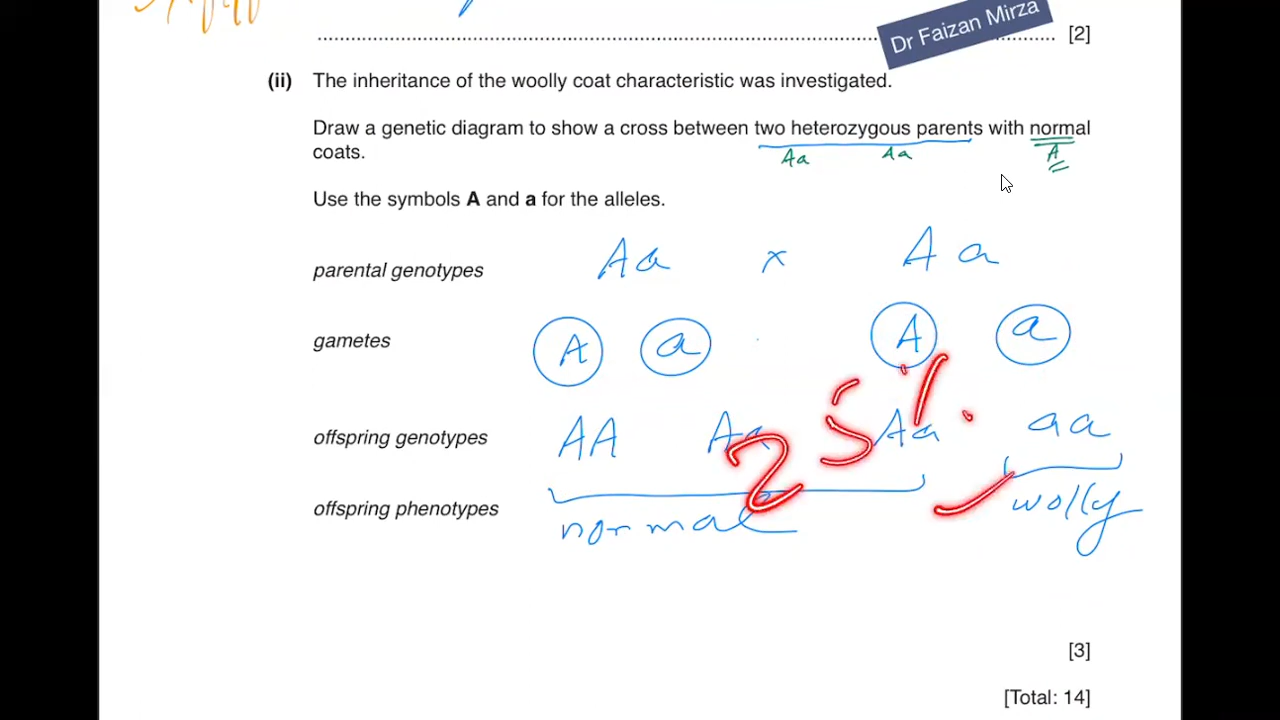 Dr Faizan Mirza
[2]
(ii) The inheritance of the woolly coat characteristic was investigated.
Draw a genetic diagram to show a cross between two heterozygous parents with normal
Aa Aa A
coats.
Use the symbols A and a for the alleles.
parental genotypes Aa x Aa
gametes A a A a
25%
offspring genotypes AA Aa Aa aa
offspring phenotypes normal wolly
[3]
[Total: 14]